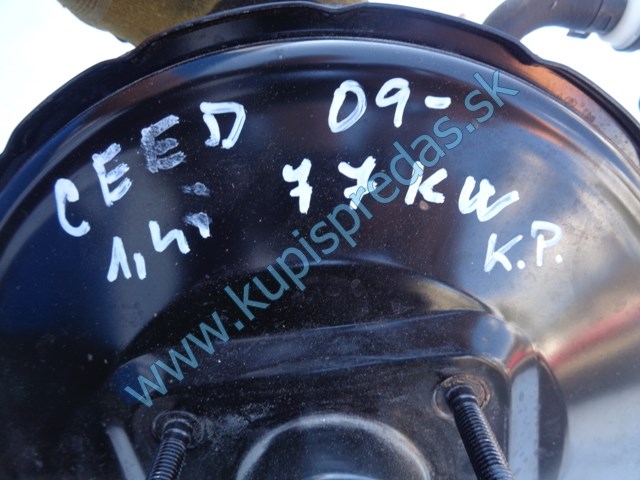 CEED 09-
1,4i 77KW
K.P.
www.kupispredas.sk